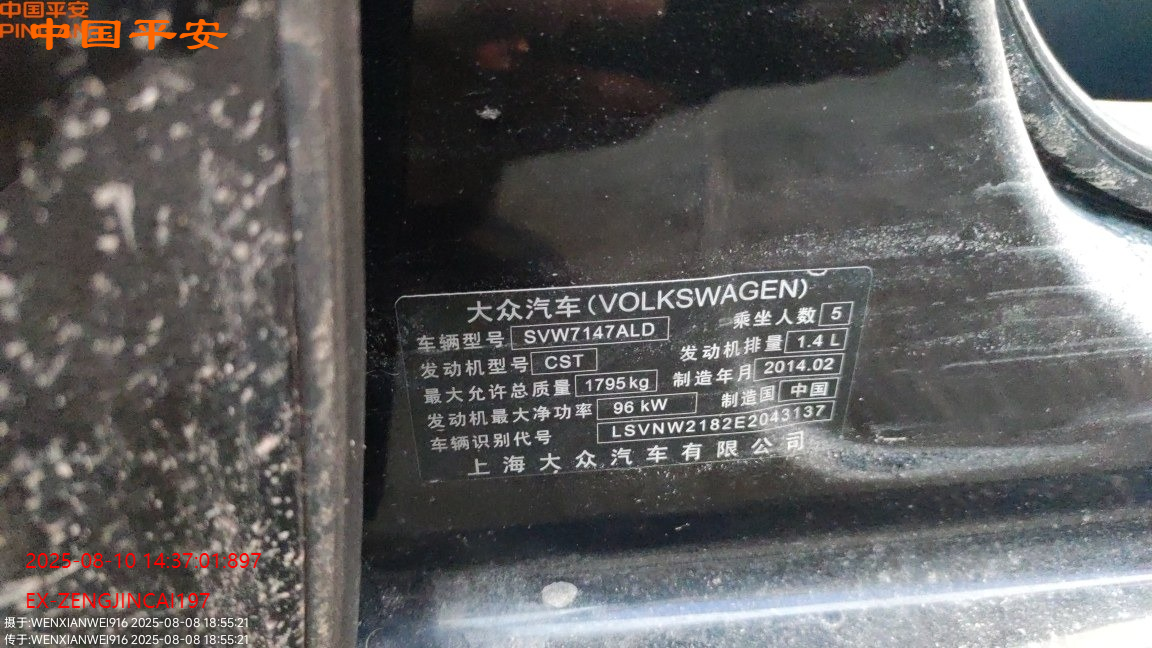 中国平安
PIN
中国平安
大众汽车(VOLKSWAGEN)
车辆型号 SVW7147ALD 乘坐人数 5
发动机型号 CST 发动机排量 1.4 L
最大允许总质量 1795kg 制造年月 2014.02
发动机最大净功率 96 kW 制造国 中国
车辆识别代号 LSVNW2182E2043137
上海大众汽车有限公司
2025-08-10 14:37:01.897
EX_ZENGJINCAI197
摄于:WENXIANWEI916 2025-08-08 18:55:21
传于:WENXIANWEI916 2025-08-08 18:55:21